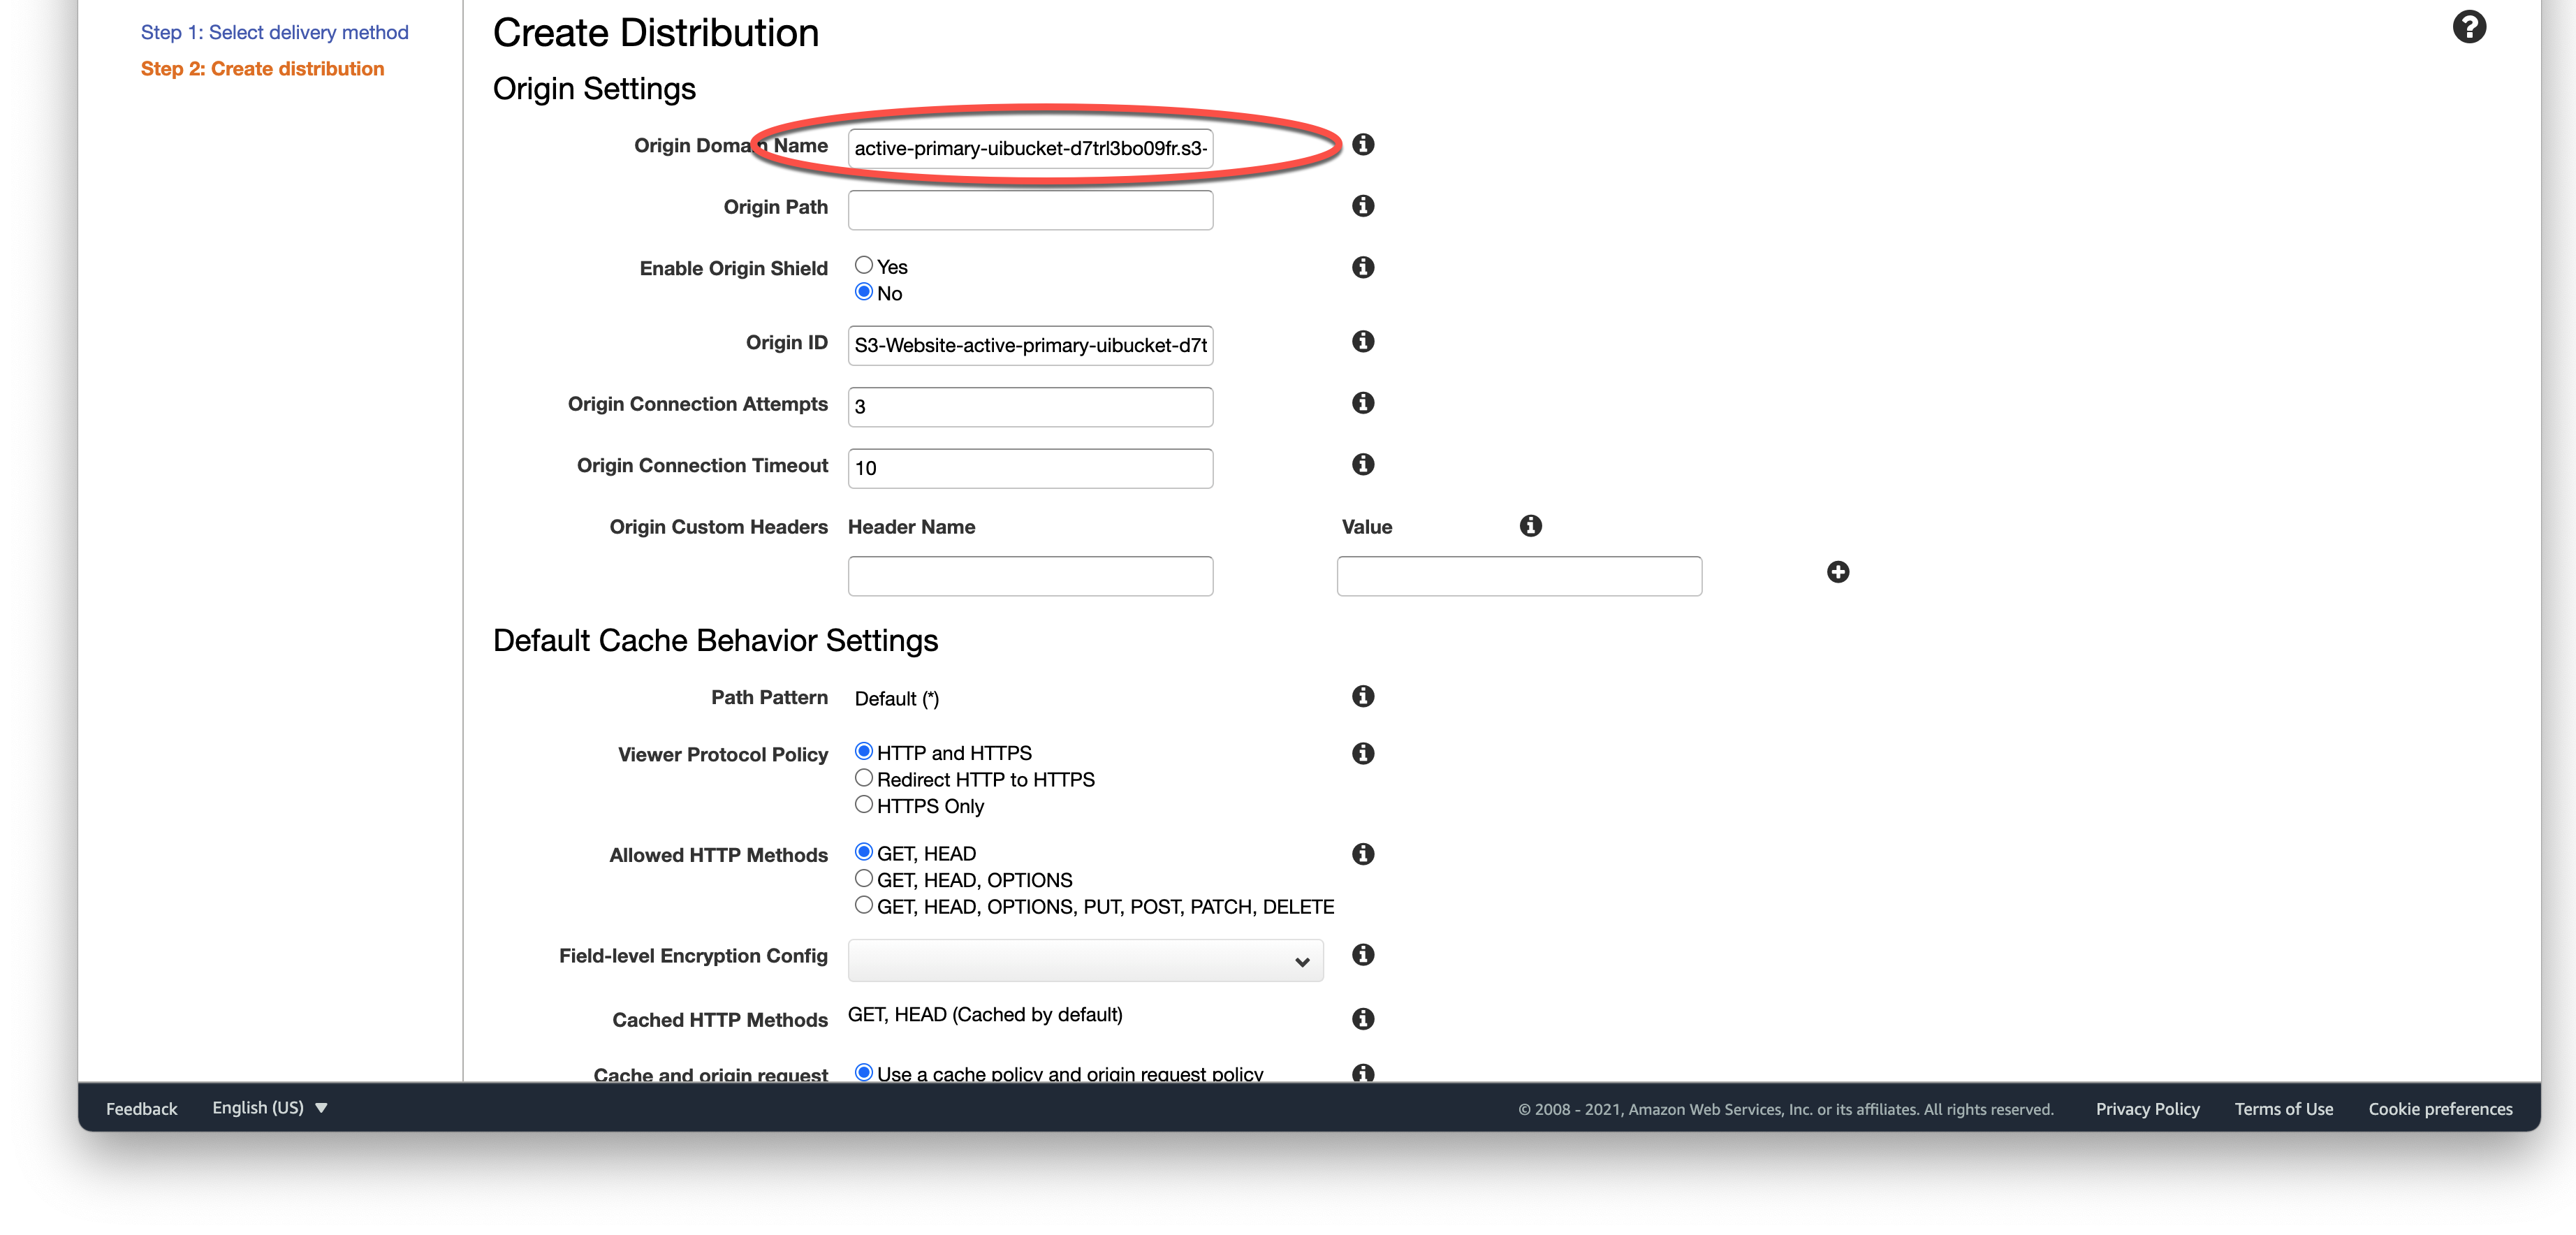 Step 1: Select delivery method
Step 2: Create distribution
Create Distribution
Origin Settings
Origin Domain Name active-primary-uibucket-d7trl3bo09fr.s3-
Origin Path
Enable Origin Shield Yes
No
Origin ID S3-Website-active-primary-uibucket-d7t
Origin Connection Attempts 3
Origin Connection Timeout 10
Origin Custom Headers Header Name Value
Default Cache Behavior Settings
Path Pattern Default (*)
Viewer Protocol Policy HTTP and HTTPS
Redirect HTTP to HTTPS
HTTPS Only
Allowed HTTP Methods GET, HEAD
GET, HEAD, OPTIONS
GET, HEAD, OPTIONS, PUT, POST, PATCH, DELETE
Field-level Encryption Config
Cached HTTP Methods GET, HEAD (Cached by default)
Cache and origin request Use a cache policy and origin request policy
Feedback English (US) © 2008 - 2021, Amazon Web Services, Inc. or its affiliates. All rights reserved. Privacy Policy Terms of Use Cookie preferences